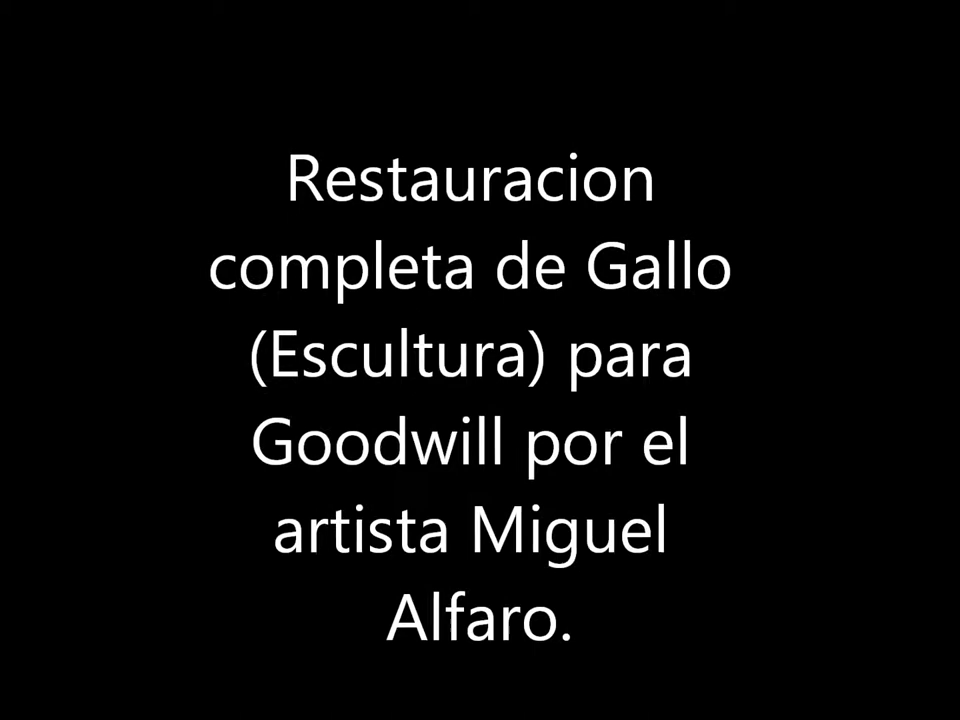 Restauracion
completa de Gallo
(Escultura) para
Goodwill por el
artista Miguel
Alfaro.